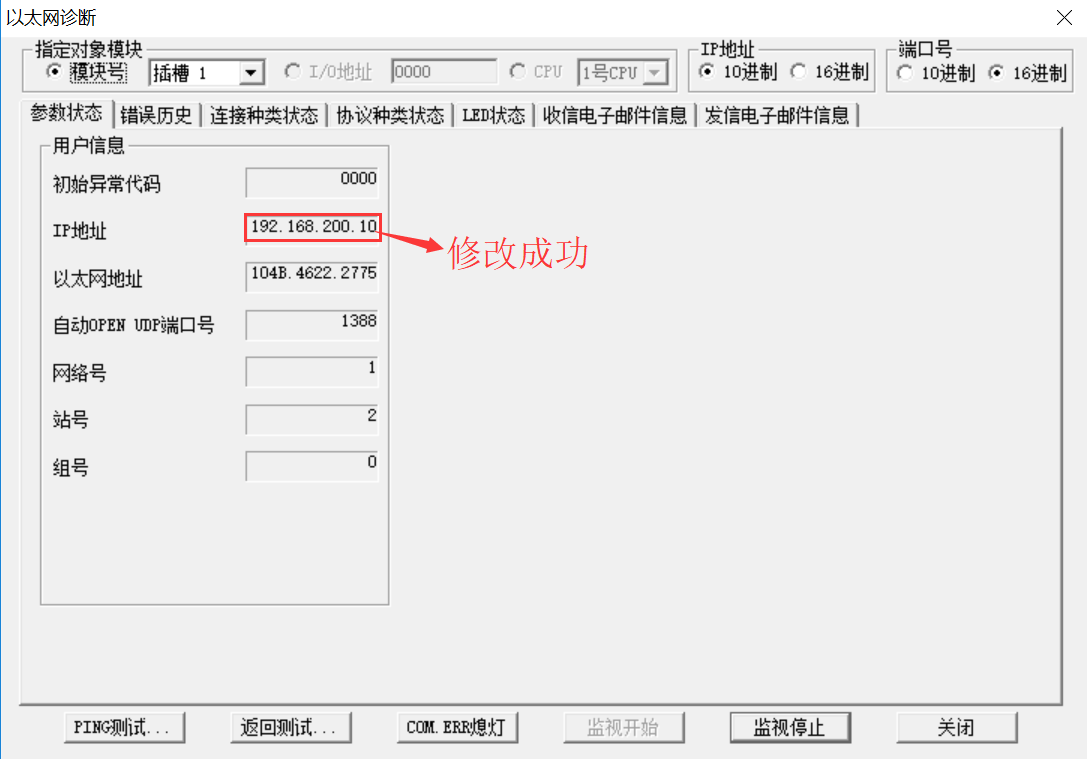 以太网诊断
指定对象模块
模块号 插槽 1 I/O地址 0000 CPU 1号CPU
IP地址
10进制 16进制
端口号
10进制 16进制
参数状态 错误历史 连接种类状态 协议种类状态 LED状态 收信电子邮件信息 发信电子邮件信息
用户信息
初始异常代码 0000
IP地址 192.168.200.10
修改成功
以太网地址 104B.4622.2775
自动OPEN UDP端口号 1388
网络号 1
站号 2
组号 0
PING测试... 返回测试... COM.ERR熄灯 监视开始 监视停止 关闭